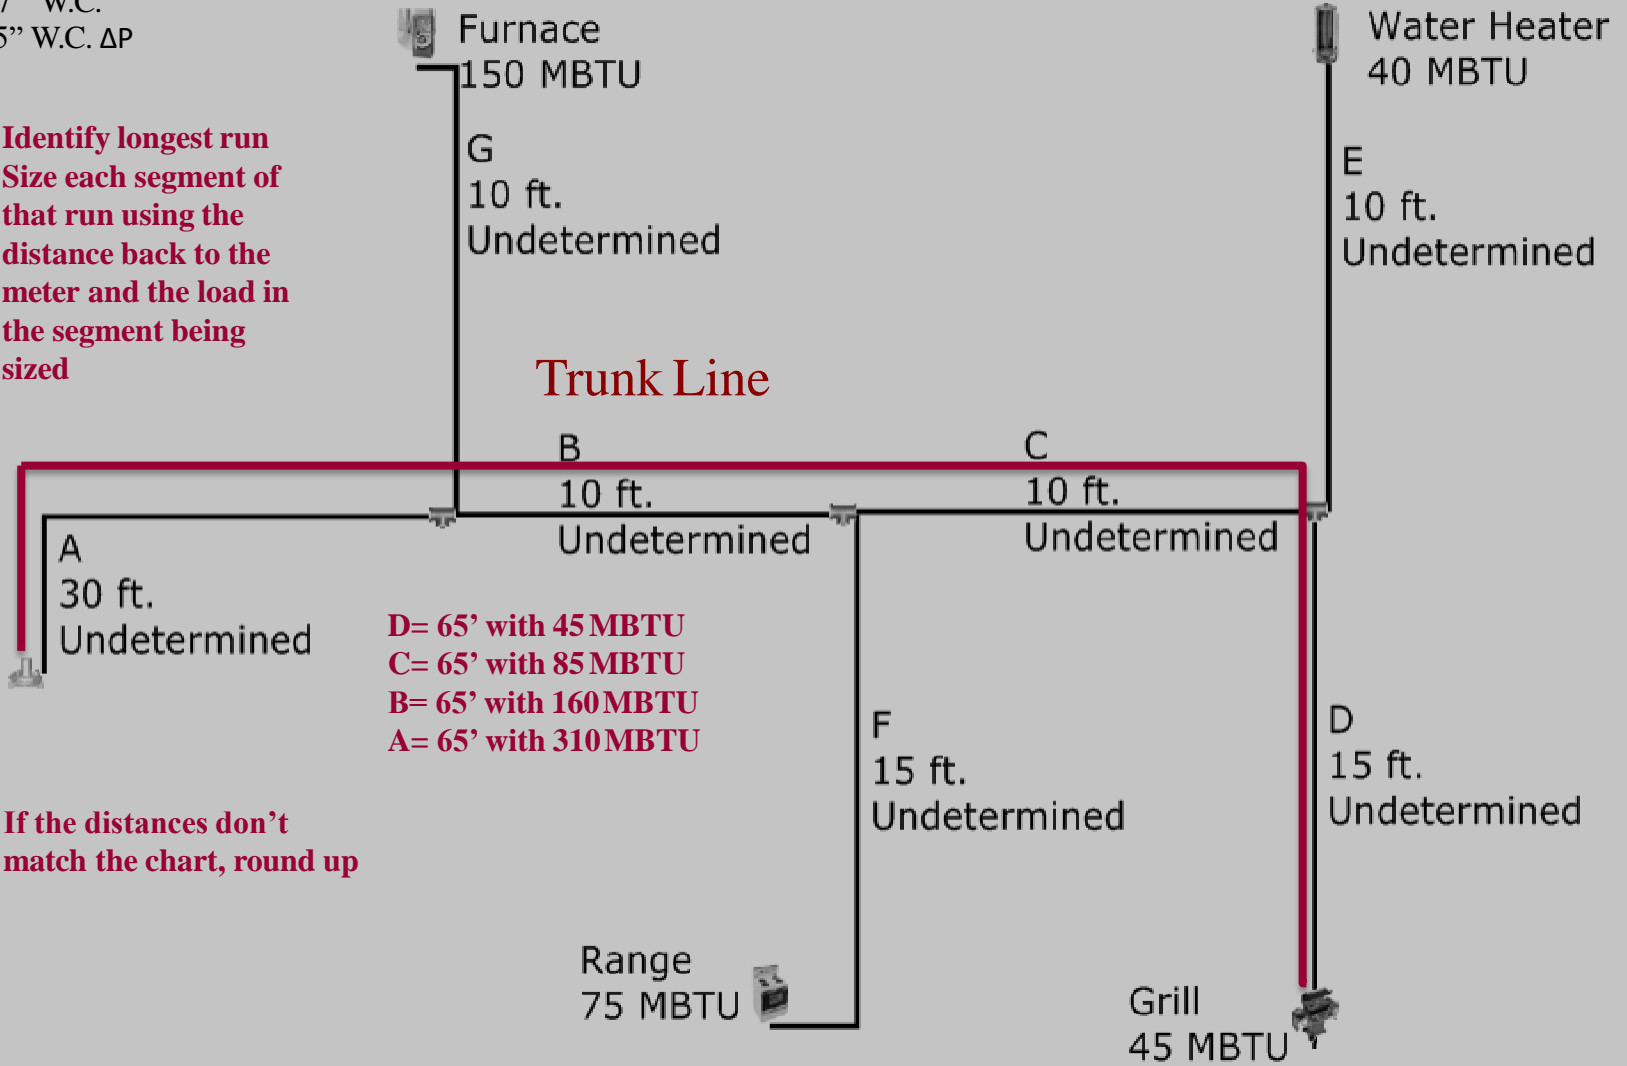 W.C.
5” W.C. ΔP
Furnace
150 MBTU
Water Heater
40 MBTU
Identify longest run
Size each segment of
that run using the
distance back to the
meter and the load in
the segment being
sized
G
10 ft.
Undetermined
E
10 ft.
Undetermined
Trunk Line
B
10 ft.
Undetermined
C
10 ft.
Undetermined
A
30 ft.
Undetermined
D= 65’ with 45 MBTU
C= 65’ with 85 MBTU
B= 65’ with 160 MBTU
A= 65’ with 310 MBTU
F
15 ft.
Undetermined
D
15 ft.
Undetermined
If the distances don’t
match the chart, round up
Range
75 MBTU
Grill
45 MBTU